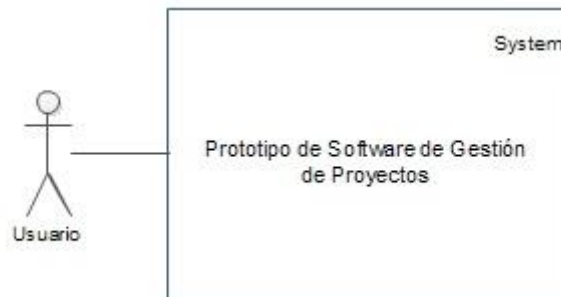 System
Prototipo de Software de Gestión
de Proyectos
Usuario